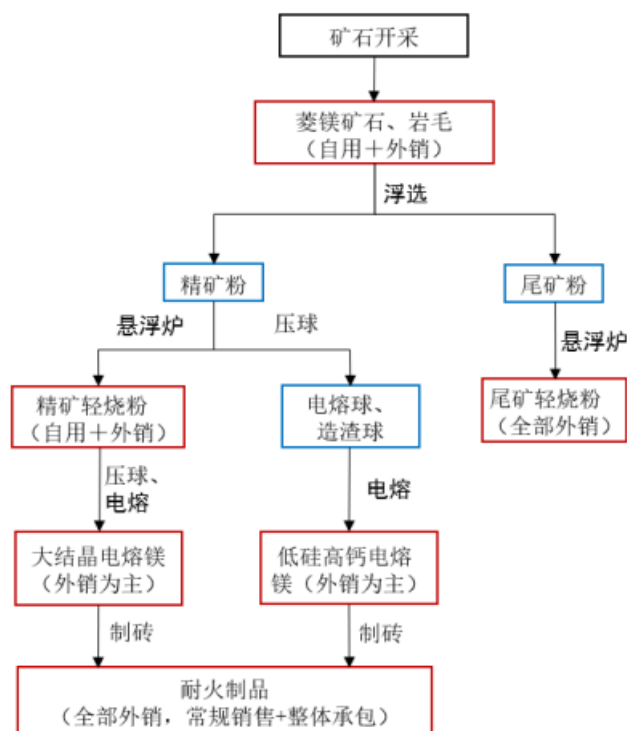 矿石开采
菱镁矿石、岩毛
（自用＋外销）
浮选
精矿粉
尾矿粉
悬浮炉
压球
悬浮炉
精矿轻烧粉
（自用＋外销）
电熔球、
造渣球
尾矿轻烧粉
（全部外销）
压球、
电熔
电熔
大结晶电熔镁
（外销为主）
低硅高钙电熔
镁（外销为主）
制砖
制砖
耐火制品
（全部外销，常规销售+整体承包）